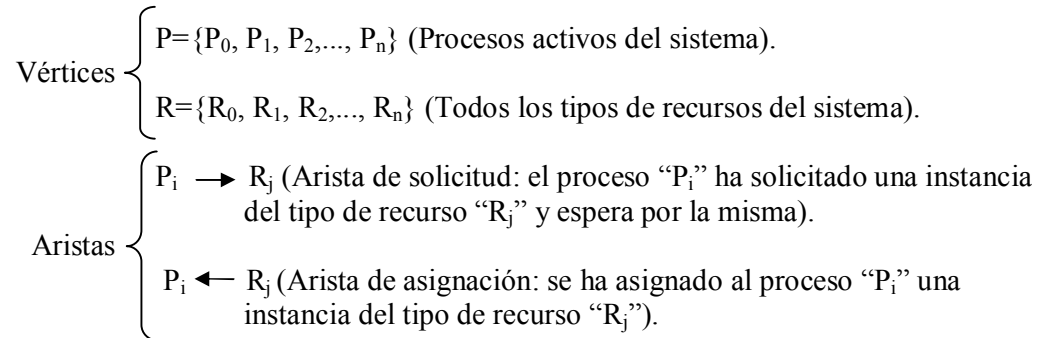 P={P₀, P₁, P₂,..., Pₙ} (Procesos activos del sistema).
Vértices
R={R₀, R₁, R₂,..., Rₙ} (Todos los tipos de recursos del sistema).
Pᵢ → Rⱼ (Arista de solicitud: el proceso “Pᵢ” ha solicitado una instancia
del tipo de recurso “Rⱼ” y espera por la misma).
Aristas
Pᵢ ← Rⱼ (Arista de asignación: se ha asignado al proceso “Pᵢ” una
instancia del tipo de recurso “Rⱼ”).